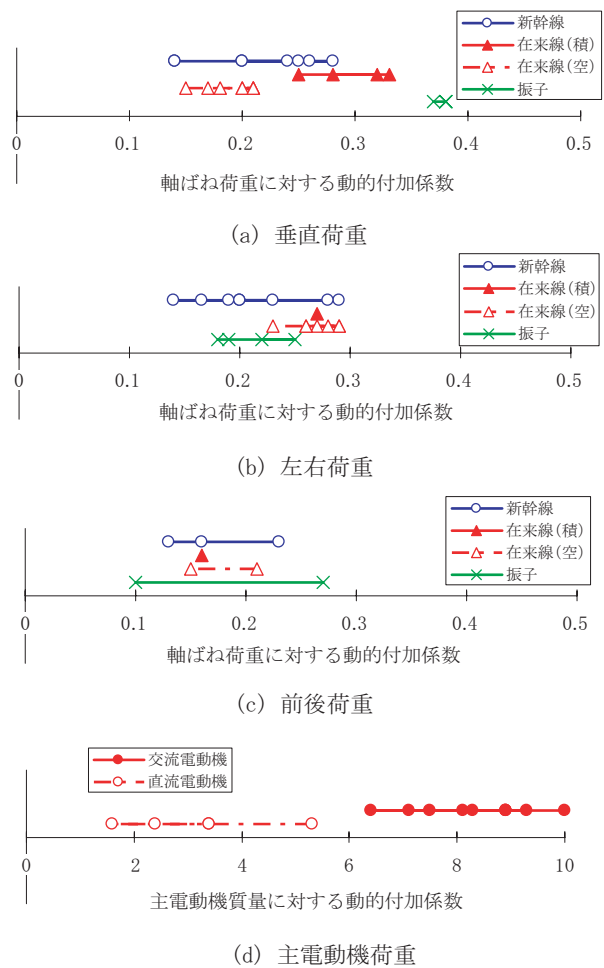 新幹線
在来線(積)
在来線(空)
振子
0 0.1 0.2 0.3 0.4 0.5
軸ばね荷重に対する動的付加係数
(a) 垂直荷重
新幹線
在来線(積)
在来線(空)
振子
0 0.1 0.2 0.3 0.4 0.5
軸ばね荷重に対する動的付加係数
(b) 左右荷重
新幹線
在来線(積)
在来線(空)
振子
0 0.1 0.2 0.3 0.4 0.5
軸ばね荷重に対する動的付加係数
(c) 前後荷重
交流電動機
直流電動機
0 2 4 6 8 10
主電動機質量に対する動的付加係数
(d) 主電動機荷重